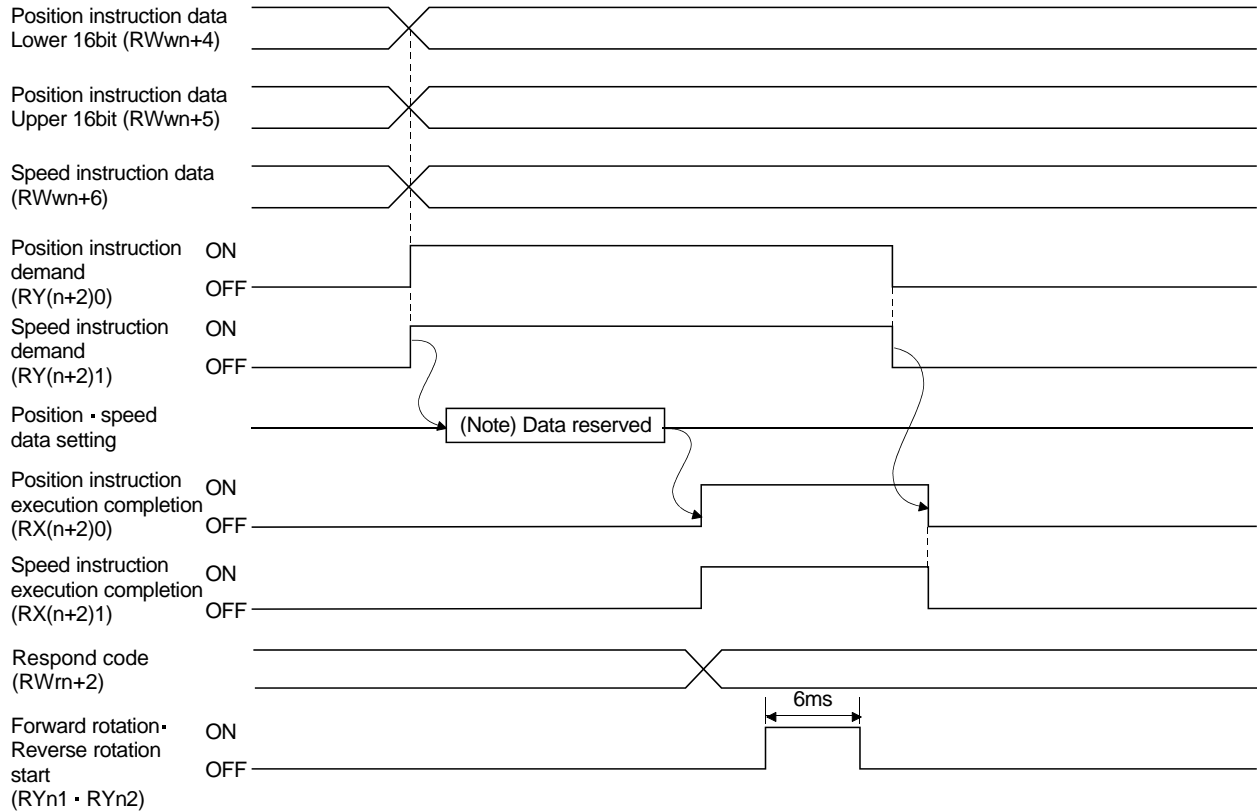 Position instruction data
Lower 16bit (RWwn+4)
Position instruction data
Upper 16bit (RWwn+5)
Speed instruction data
(RWwn+6)
Position instruction
demand
(RY(n+2)0)
ON
OFF
Speed instruction
demand
(RY(n+2)1)
ON
OFF
Position ▪ speed
data setting
(Note) Data reserved
Position instruction
execution completion
(RX(n+2)0)
ON
OFF
Speed instruction
execution completion
(RX(n+2)1)
ON
OFF
Respond code
(RWrn+2)
6ms
Forward rotation▪
Reverse rotation
start
(RYn1 ▪ RYn2)
ON
OFF